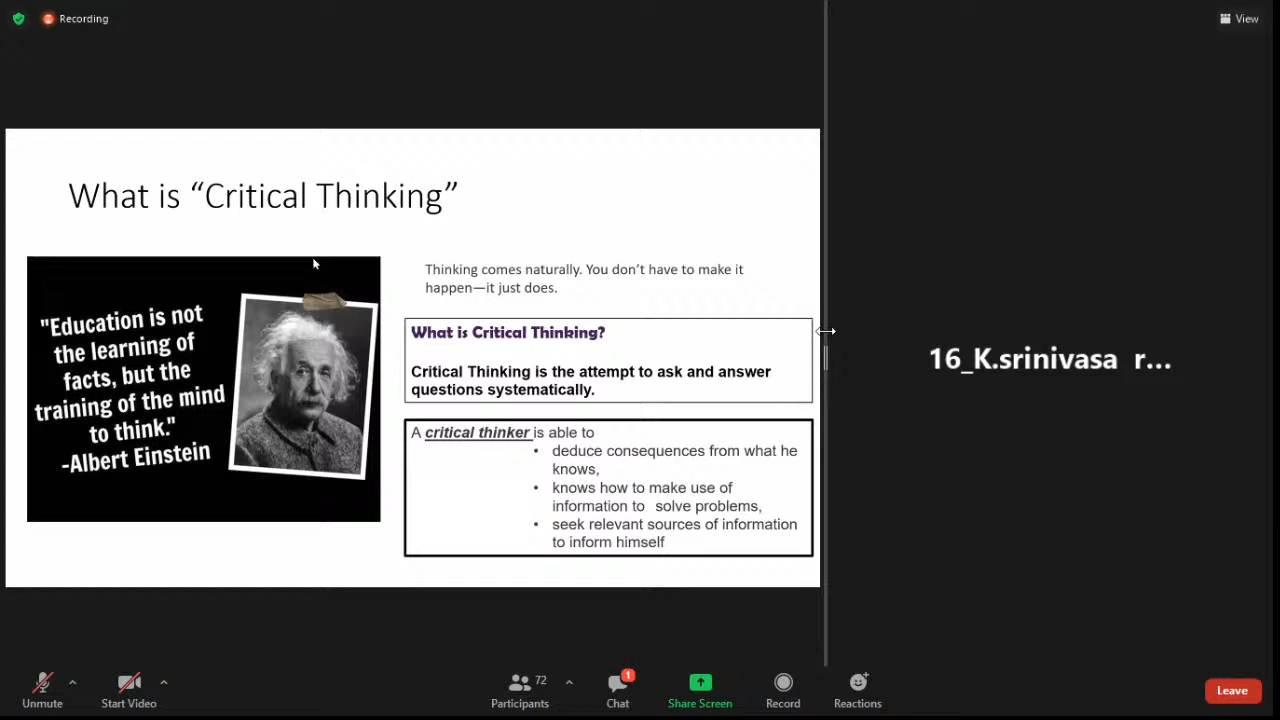 Recording
View
What is “Critical Thinking”
"Education is not
the learning of
facts, but the
training of the mind
to think."
-Albert Einstein
Thinking comes naturally. You don’t have to make it
happen—it just does.
What is Critical Thinking?
Critical Thinking is the attempt to ask and answer
questions systematically.
A critical thinker is able to
• deduce consequences from what he
knows,
• knows how to make use of
information to solve problems,
• seek relevant sources of information
to inform himself
16_K.srinivasa r...
Unmute
Start Video
Participants
72
Chat
1
Share Screen
Record
Reactions
Leave